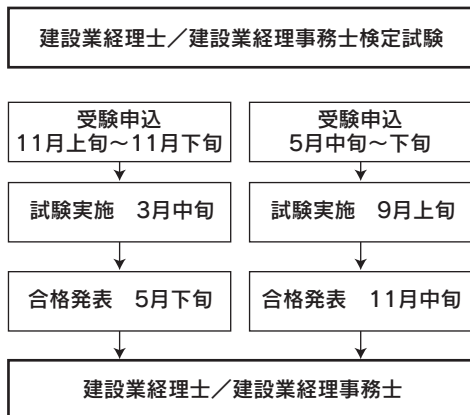 建設業経理士／建設業経理事務士検定試験
受験申込
11月上旬～11月下旬
試験実施　3月中旬
合格発表　5月下旬
受験申込
5月中旬～下旬
試験実施　9月上旬
合格発表　11月中旬
建設業経理士／建設業経理事務士